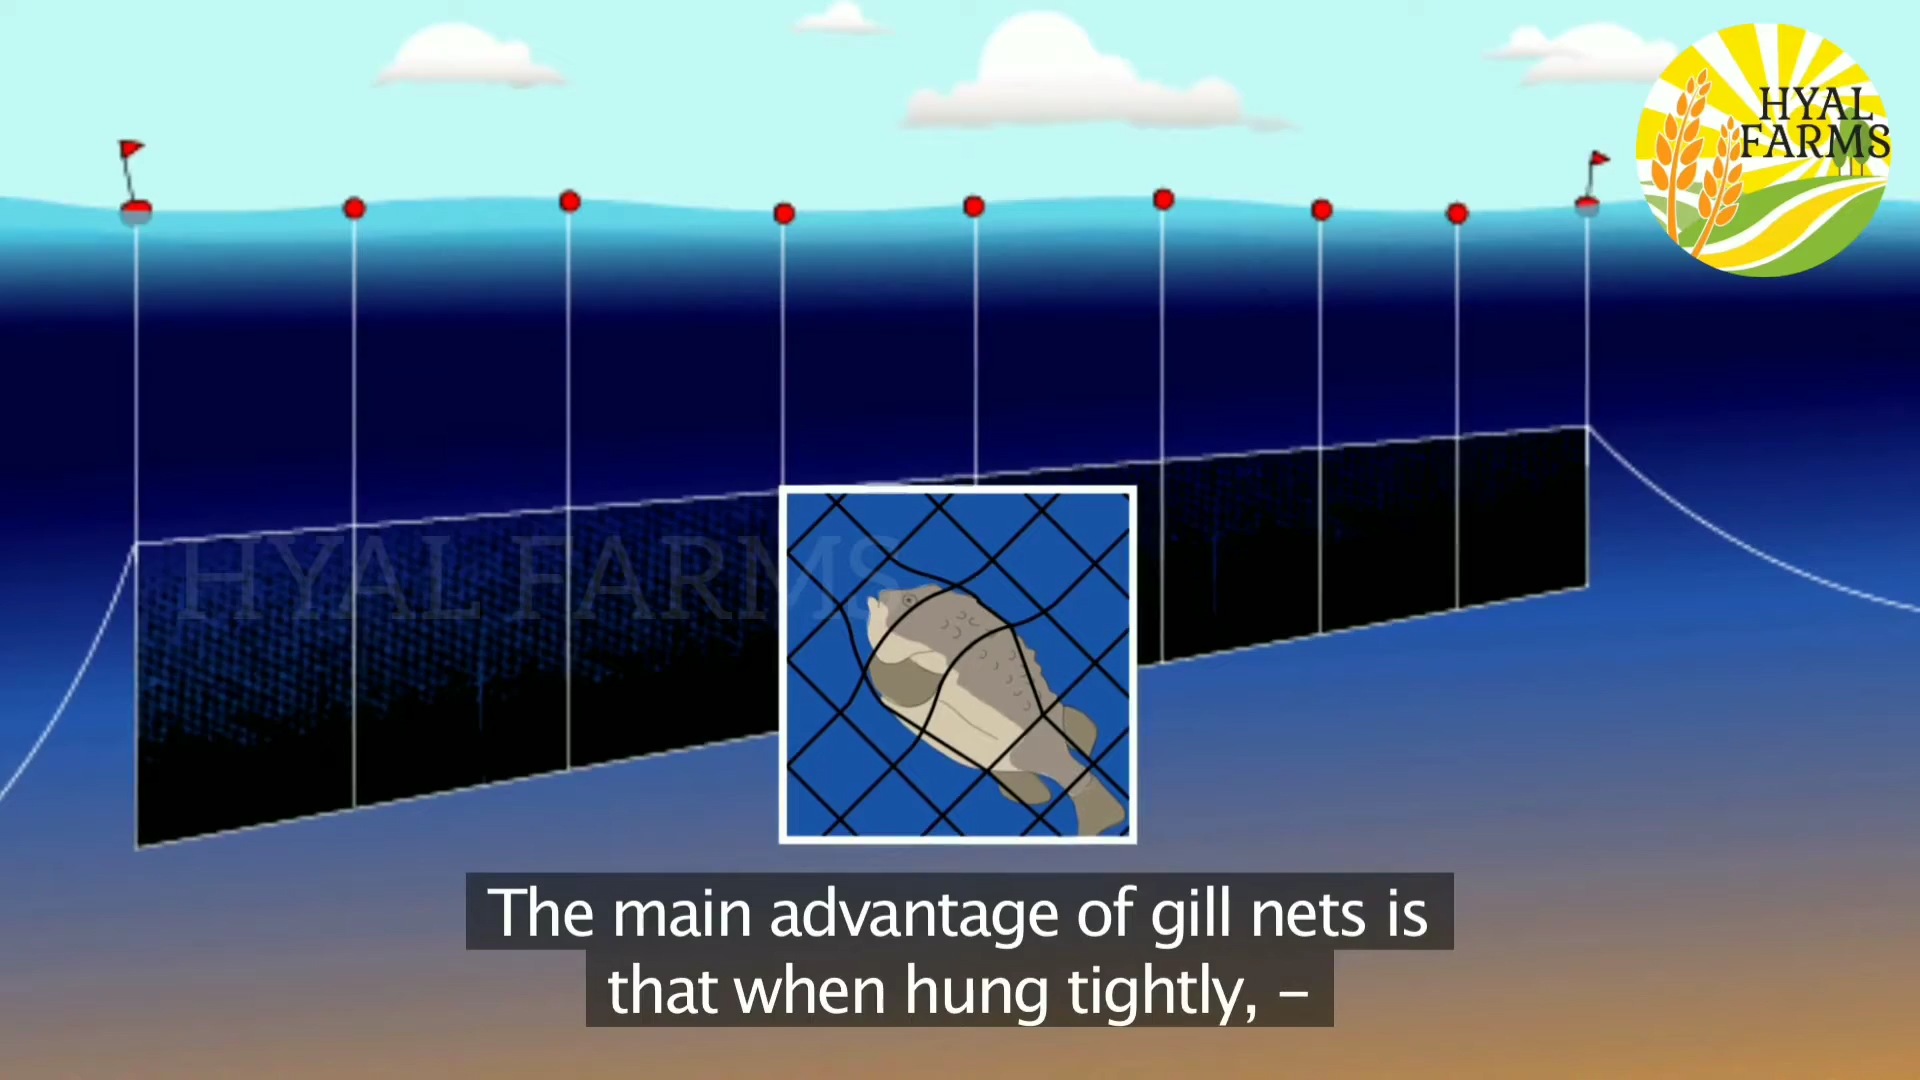 HYAL
FARMS
HYAL FARMS
The main advantage of gill nets is
that when hung tightly, –